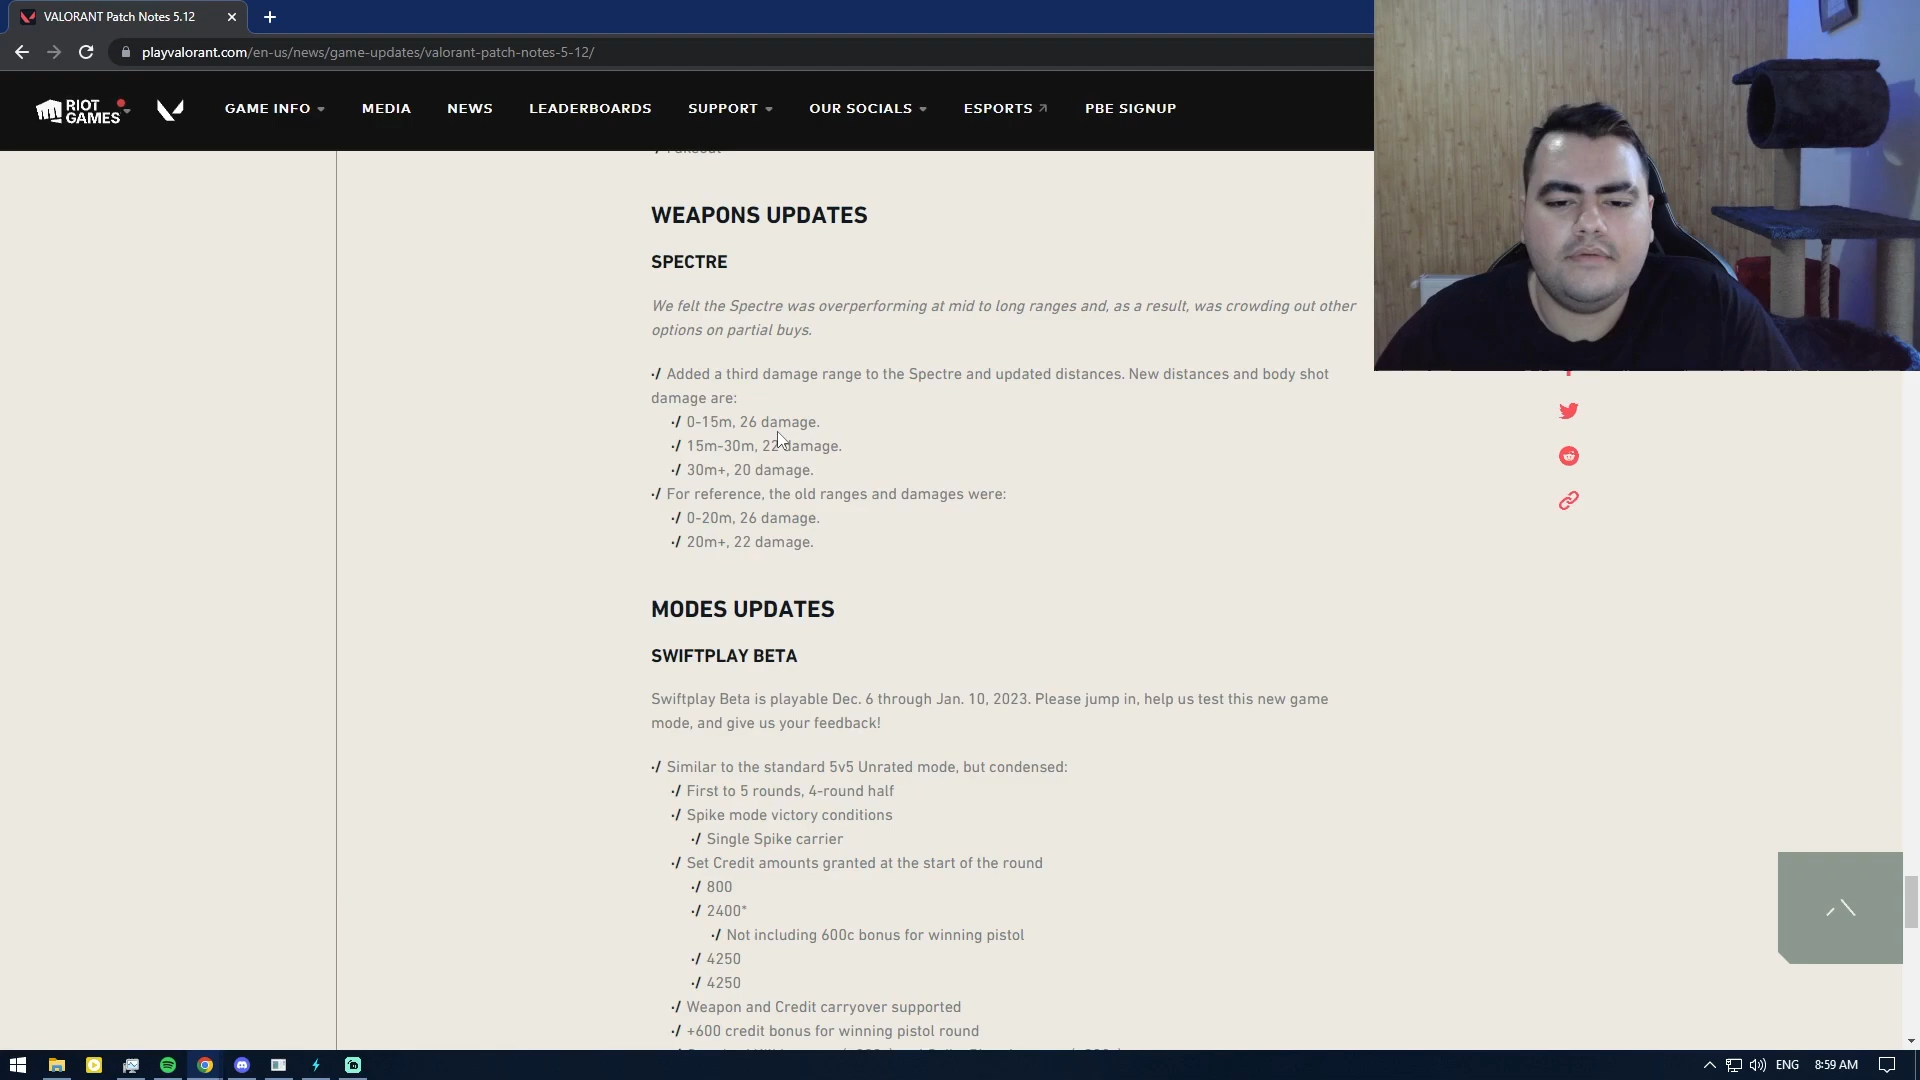 VALORANT Patch Notes 5.12
playvalorant.com/en-us/news/game-updates/valorant-patch-notes-5-12/
RIOT GAMES
GAME INFO
MEDIA
NEWS
LEADERBOARDS
SUPPORT
OUR SOCIALS
ESPORTS
PBE SIGNUP
WEAPONS UPDATES
SPECTRE
We felt the Spectre was overperforming at mid to long ranges and, as a result, was crowding out other
options on partial buys.
Added a third damage range to the Spectre and updated distances. New distances and body shot
damage are:
0-15m, 26 damage.
15m-30m, 22 damage.
30m+, 20 damage.
For reference, the old ranges and damages were:
0-20m, 26 damage.
20m+, 22 damage.
MODES UPDATES
SWIFTPLAY BETA
Swiftplay Beta is playable Dec. 6 through Jan. 10, 2023. Please jump in, help us test this new game
mode, and give us your feedback!
Similar to the standard 5v5 Unrated mode, but condensed:
First to 5 rounds, 4-round half
Spike mode victory conditions
Single Spike carrier
Set Credit amounts granted at the start of the round
800
2400*
Not including 600c bonus for winning pistol
4250
4250
Weapon and Credit carryover supported
+600 credit bonus for winning pistol round
ENG
8:59 AM